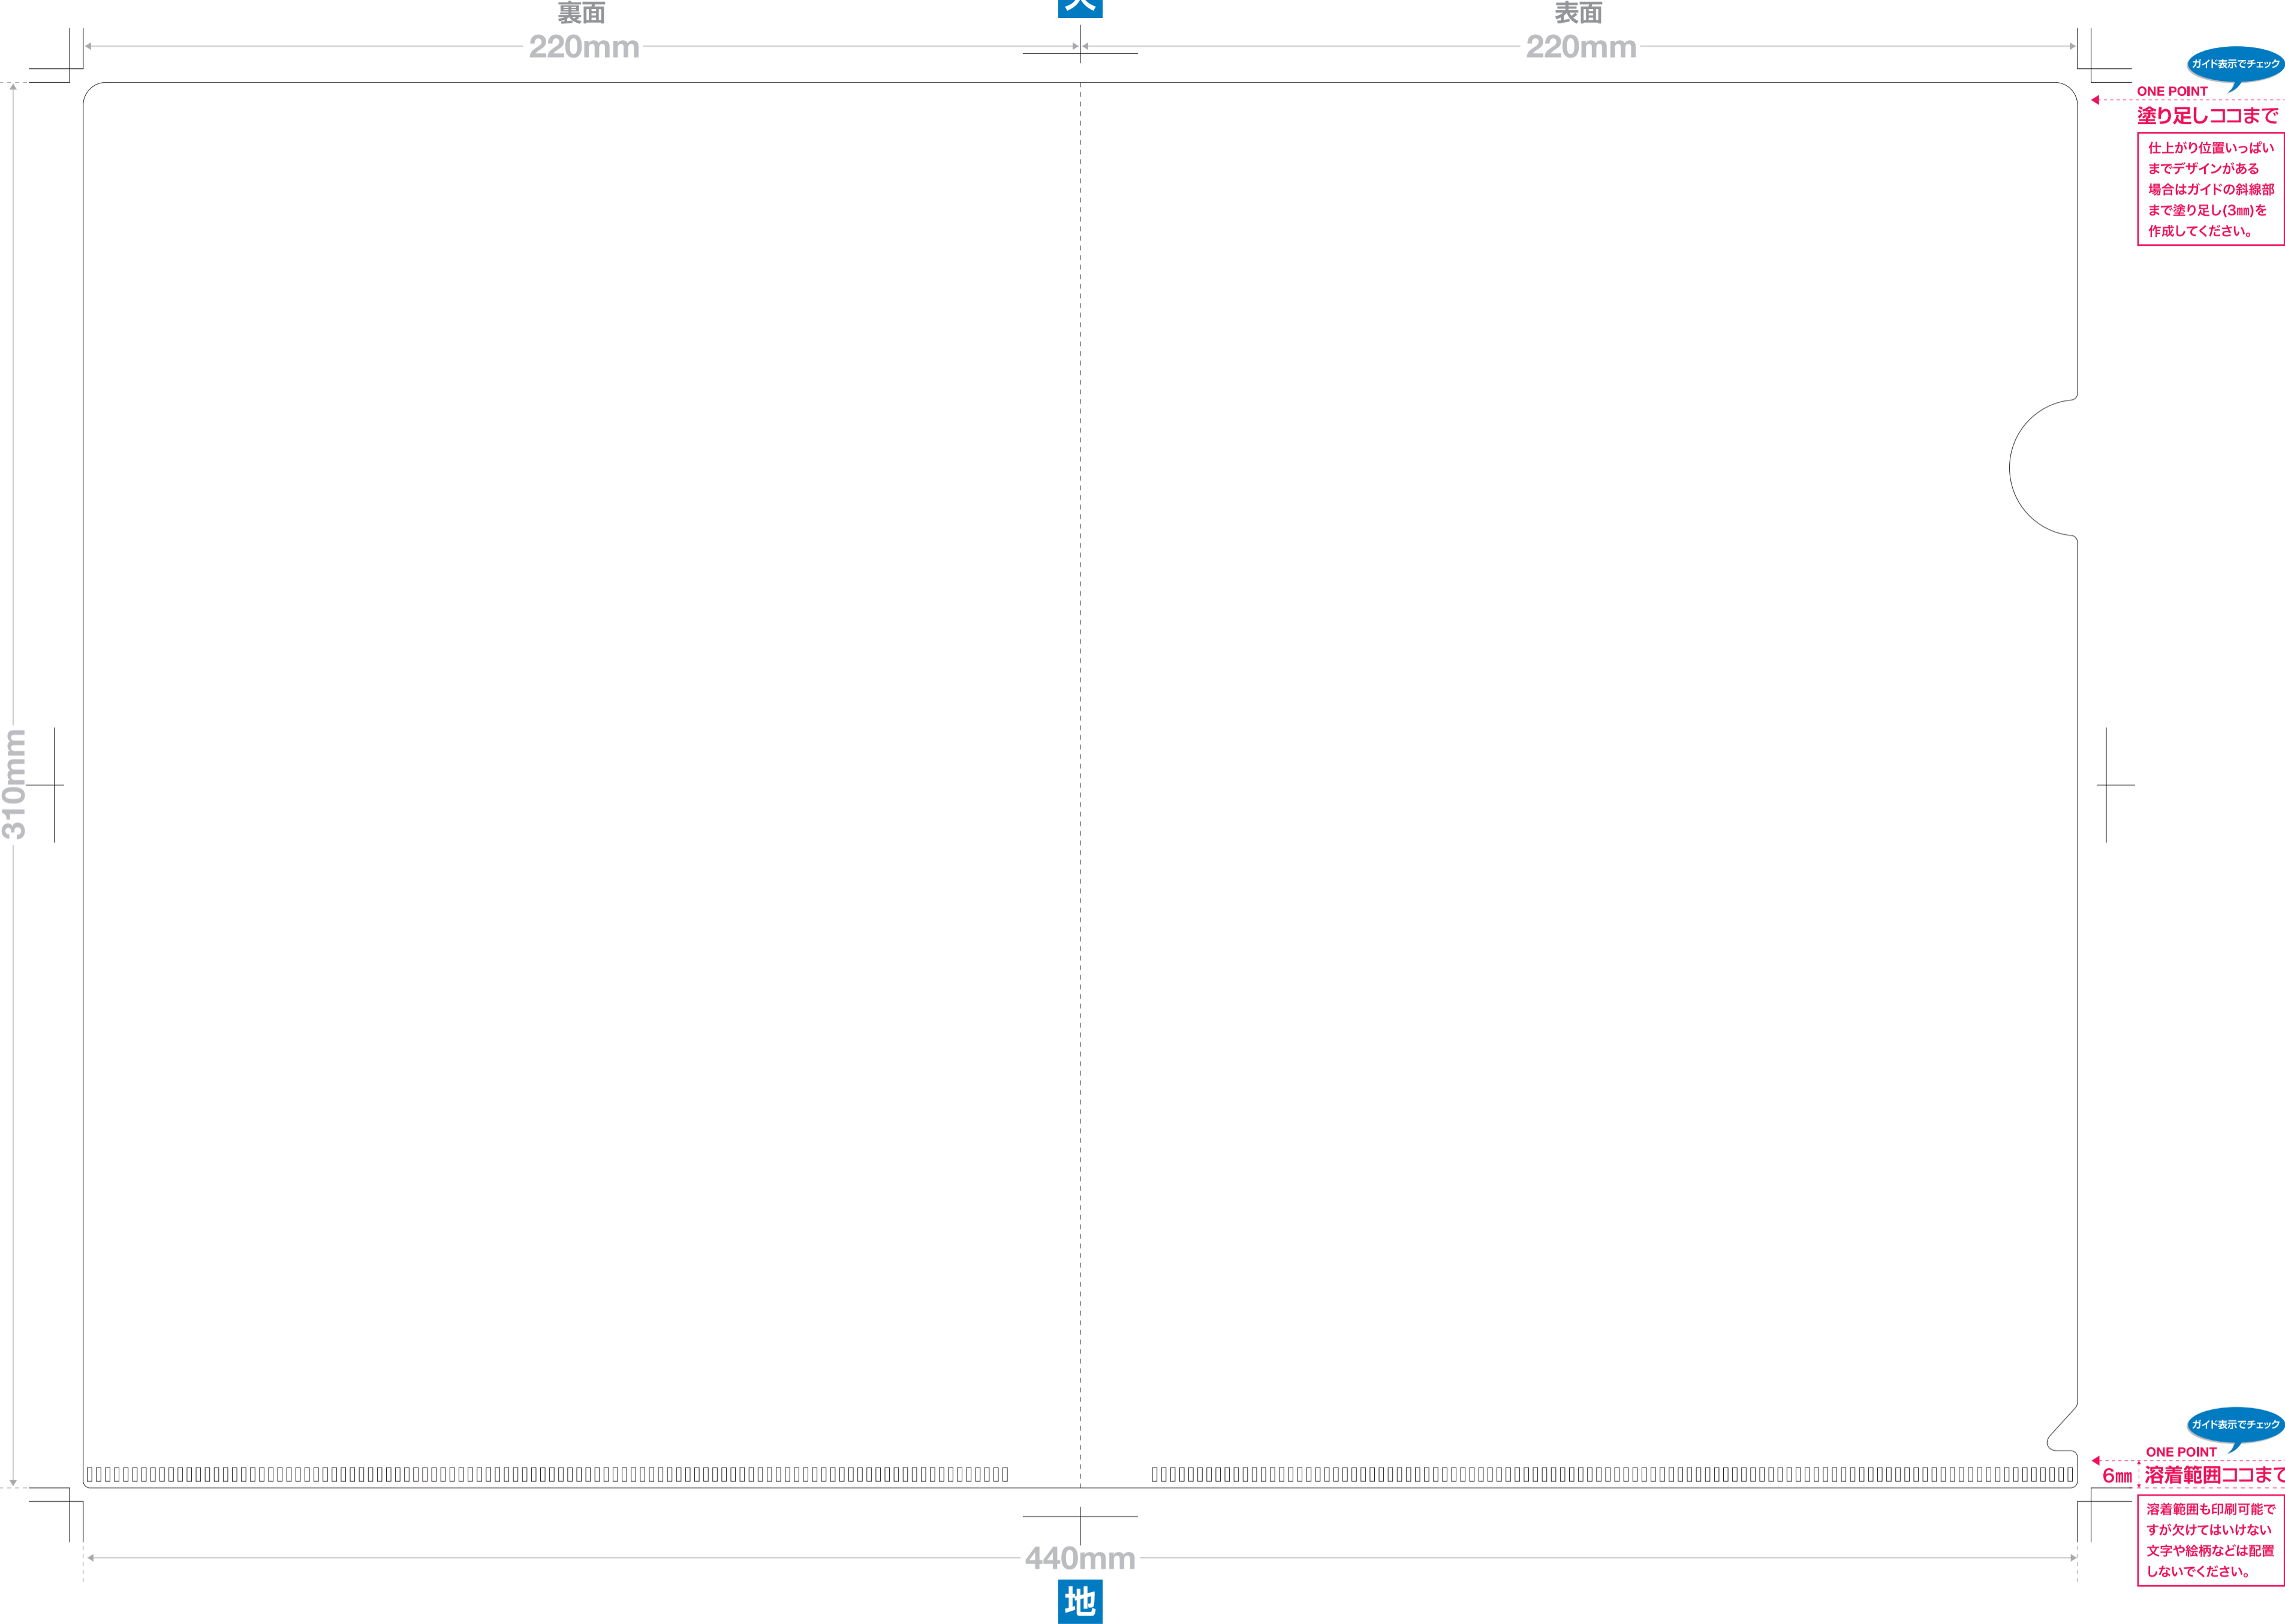 裏面
220mm
表面
220mm
ガイド表示でチェック
ONE POINT
塗り足しココまで
仕上がり位置いっぱい
までデザインがある
場合はガイドの斜線部
まで塗り足し(3㎜)を
作成してください。
310mm
ガイド表示でチェック
ONE POINT
6㎜
溶着範囲ココまで
溶着範囲も印刷可能で
すが欠けてはいけない
文字や絵柄などは配置
しないでください。
440mm
地